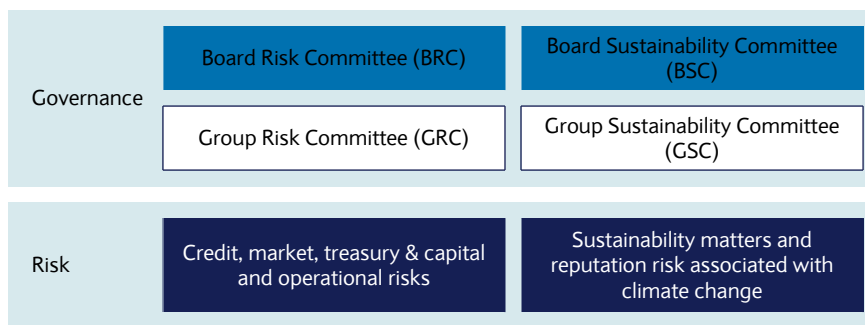 Governance
Board Risk Committee (BRC)
Board Sustainability Committee
(BSC)
Group Risk Committee (GRC)
Group Sustainability Committee
(GSC)
Risk
Credit, market, treasury & capital
and operational risks
Sustainability matters and
reputation risk associated with
climate change